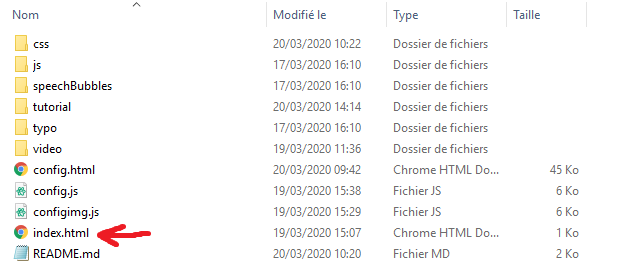 Nom Modifié le Type Taille
css 20/03/2020 10:22 Dossier de fichiers
js 17/03/2020 16:10 Dossier de fichiers
speechBubbles 17/03/2020 16:10 Dossier de fichiers
tutorial 20/03/2020 14:14 Dossier de fichiers
typo 17/03/2020 16:10 Dossier de fichiers
video 19/03/2020 11:36 Dossier de fichiers
config.html 20/03/2020 09:42 Chrome HTML Do... 45 Ko
config.js 19/03/2020 15:38 Fichier JS 6 Ko
configimg.js 19/03/2020 15:29 Fichier JS 6 Ko
index.html 19/03/2020 15:07 Chrome HTML Do... 1 Ko
README.md 20/03/2020 10:20 Fichier MD 2 Ko